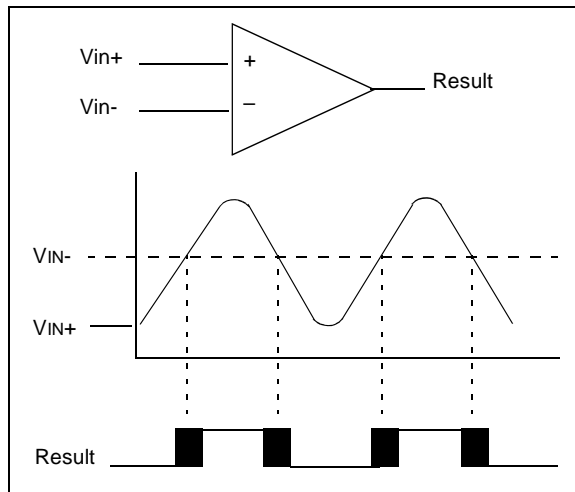 Vin+
+
Result
Vin-
–
VIN-
VIN+
Result